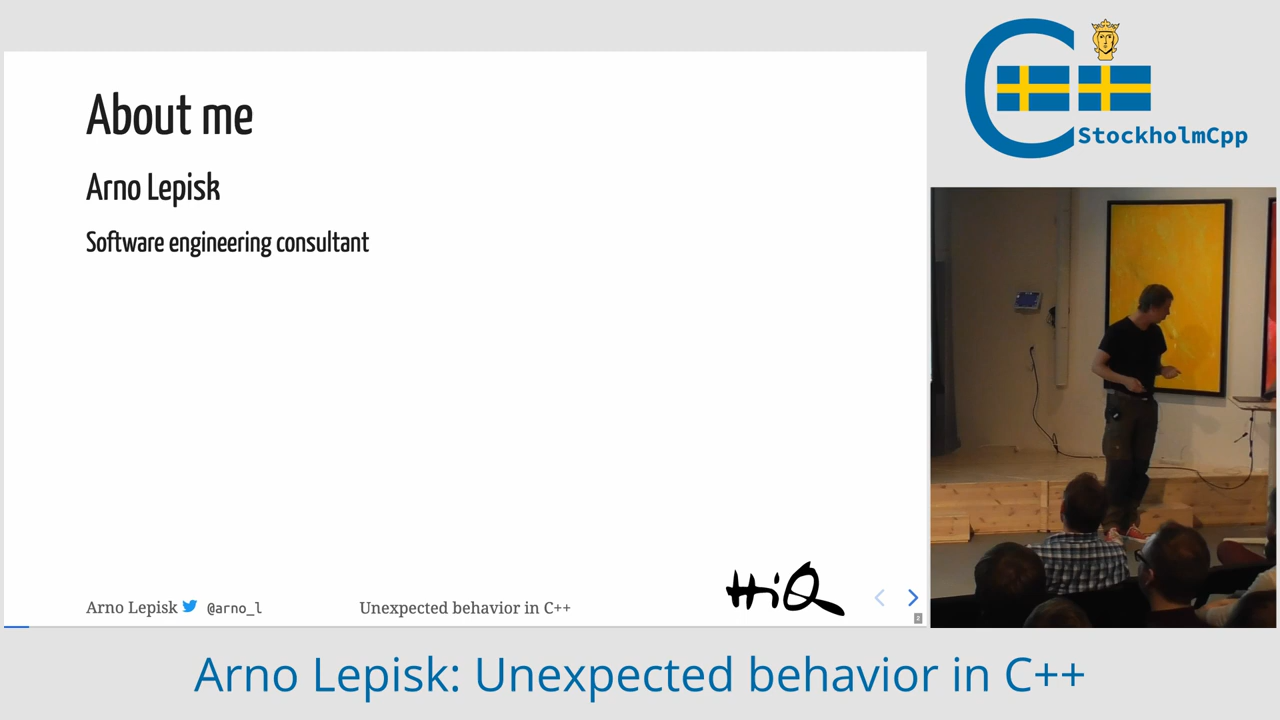 About me
Arno Lepisk
Software engineering consultant
Arno Lepisk @arno_l
Unexpected behavior in C++
HiQ
2
StockholmCpp
Arno Lepisk: Unexpected behavior in C++